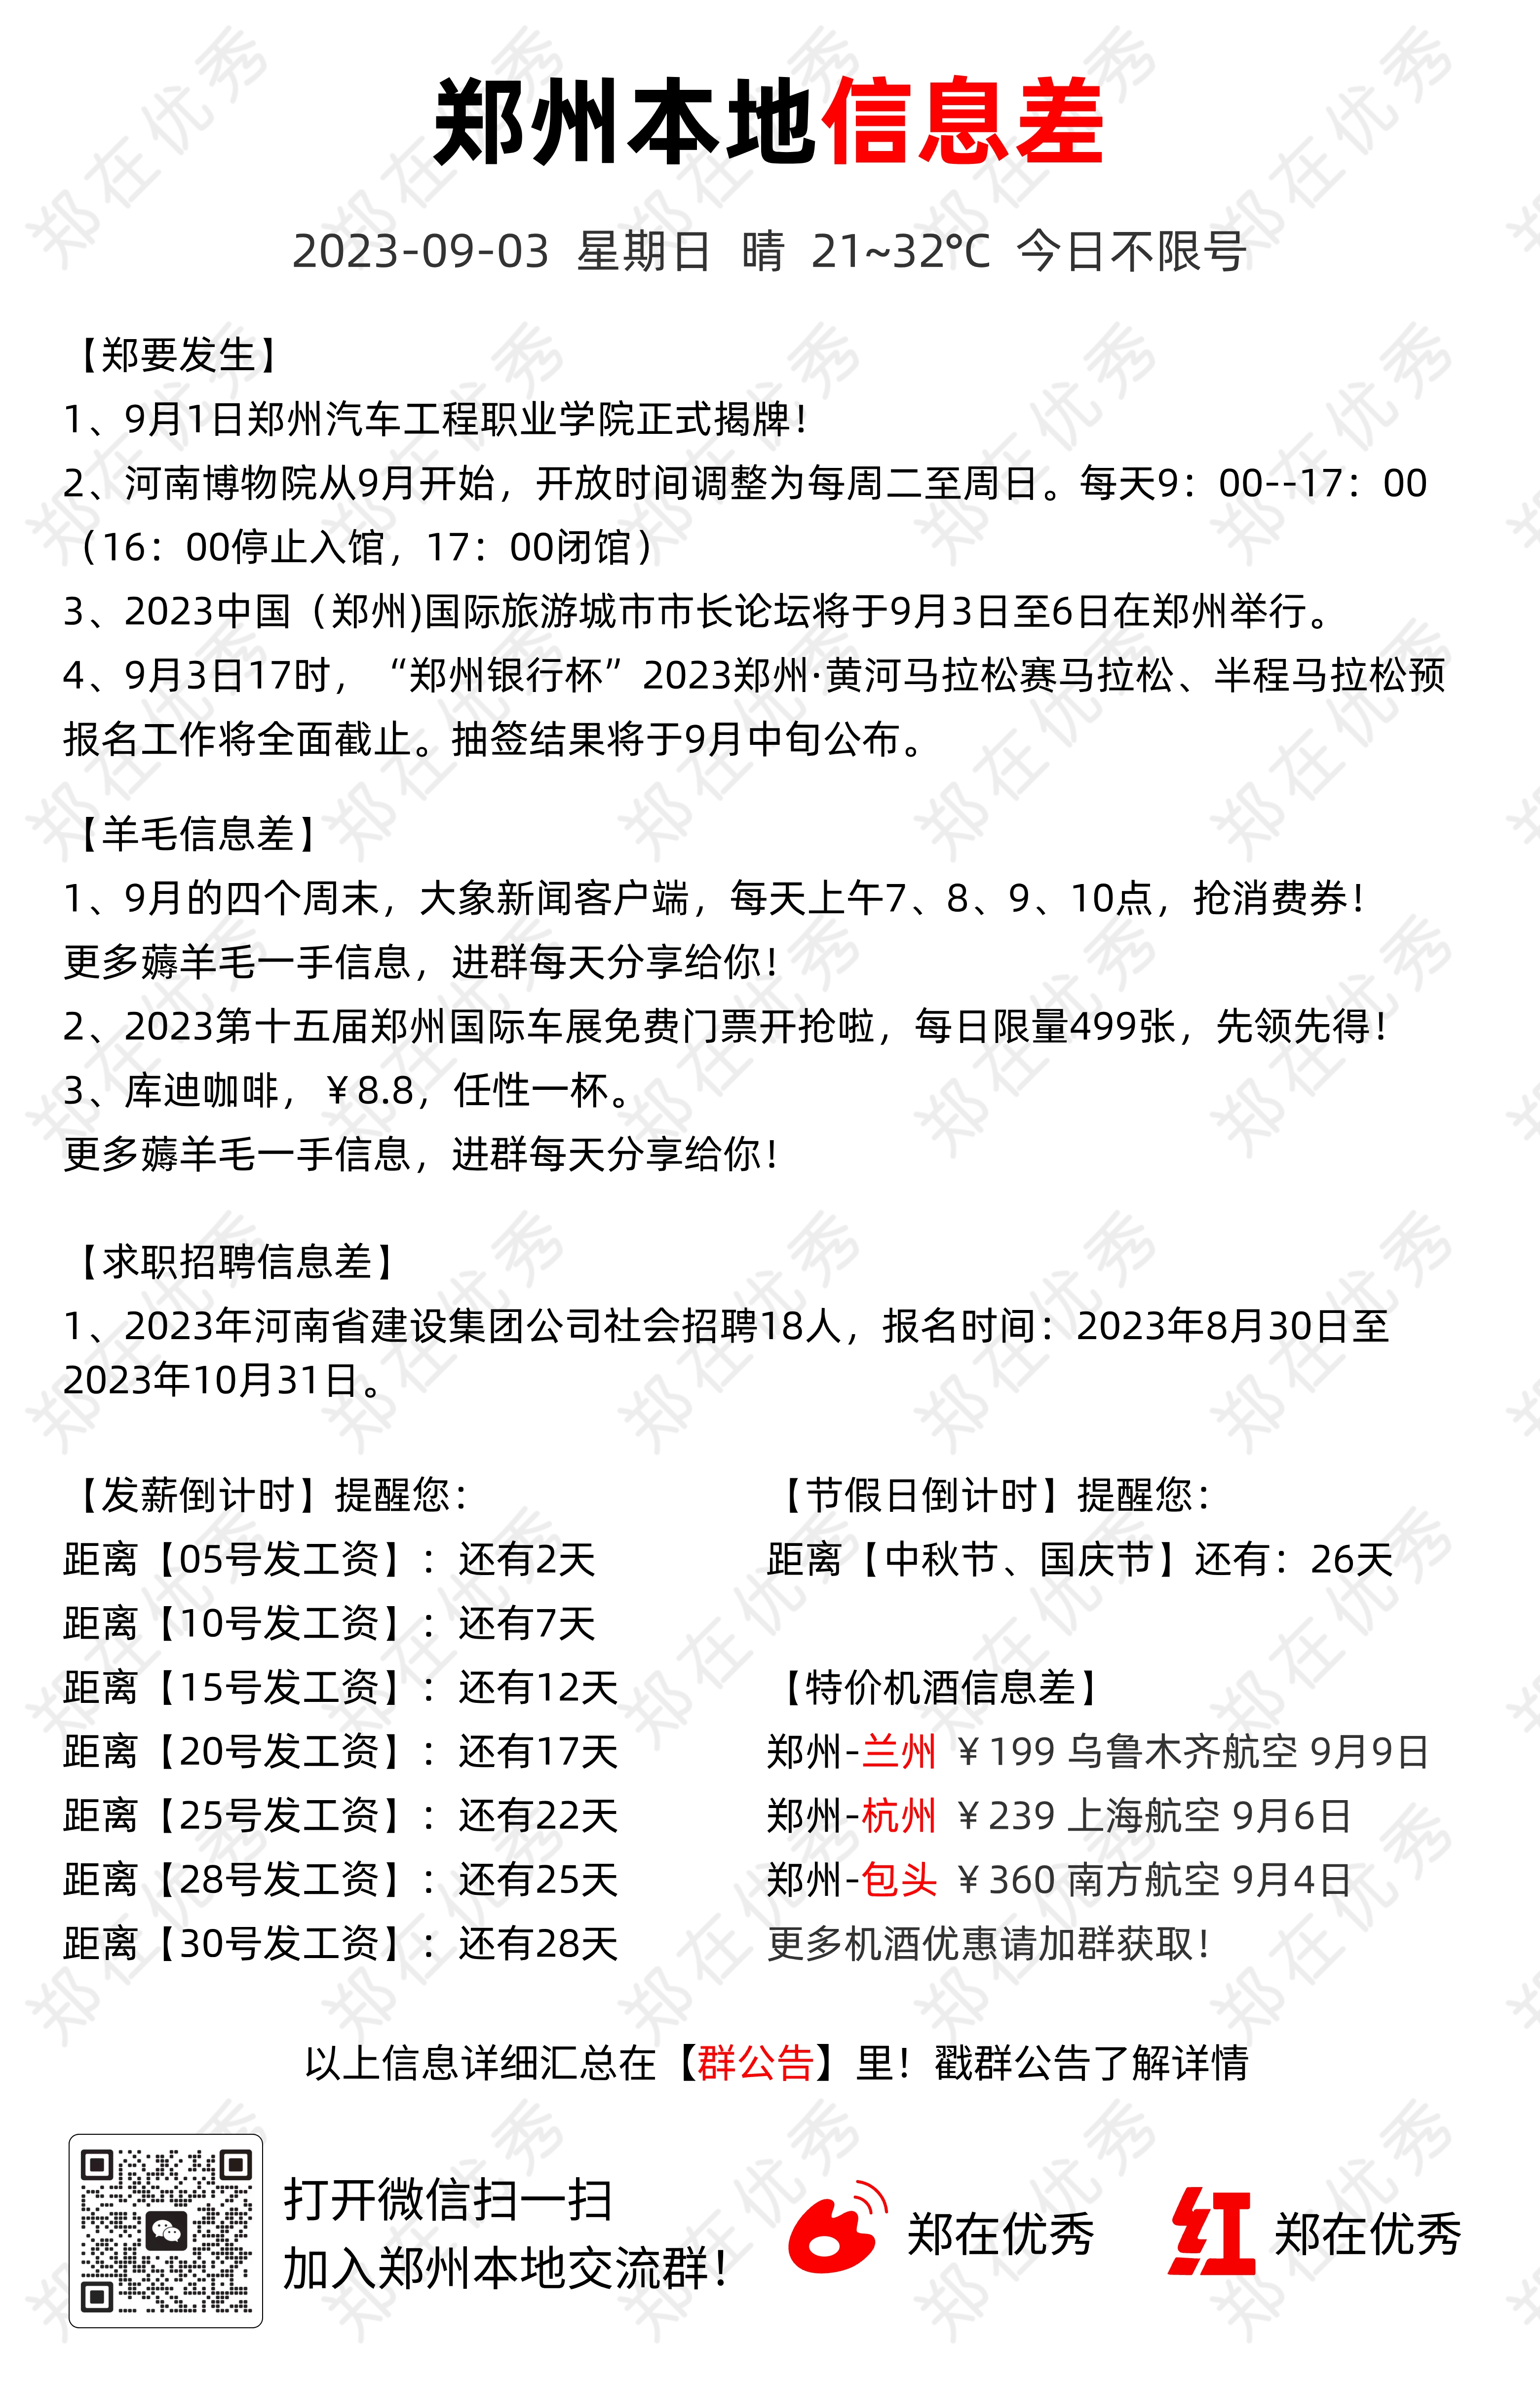 郑州本地信息差
2023-09-03 星期日 晴 21~32℃ 今日不限号
【郑要发生】
1、9月1日郑州汽车工程职业学院正式揭牌！
2、河南博物院从9月开始，开放时间调整为每周二至周日。每天9：00--17：00
（16：00停止入馆，17：00闭馆）
3、2023中国（郑州)国际旅游城市市长论坛将于9月3日至6日在郑州举行。
4、9月3日17时，“郑州银行杯”2023郑州·黄河马拉松赛马拉松、半程马拉松预
报名工作将全面截止。抽签结果将于9月中旬公布。
【羊毛信息差】
1、9月的四个周末，大象新闻客户端，每天上午7、8、9、10点，抢消费券！
更多薅羊毛一手信息，进群每天分享给你！
2、2023第十五届郑州国际车展免费门票开抢啦，每日限量499张，先领先得！
3、库迪咖啡，￥8.8，任性一杯。
更多薅羊毛一手信息，进群每天分享给你！
【求职招聘信息差】
1、2023年河南省建设集团公司社会招聘18人，报名时间：2023年8月30日至
2023年10月31日。
【发薪倒计时】提醒您：
距离【05号发工资】：还有2天
距离【10号发工资】：还有7天
距离【15号发工资】：还有12天
距离【20号发工资】：还有17天
距离【25号发工资】：还有22天
距离【28号发工资】：还有25天
距离【30号发工资】：还有28天
【节假日倒计时】提醒您：
距离【中秋节、国庆节】还有：26天
【特价机酒信息差】
郑州-兰州 ￥199 乌鲁木齐航空 9月9日
郑州-杭州 ￥239 上海航空 9月6日
郑州-包头 ￥360 南方航空 9月4日
更多机酒优惠请加群获取！
以上信息详细汇总在【群公告】里！戳群公告了解详情
打开微信扫一扫
加入郑州本地交流群！
郑在优秀
红 郑在优秀